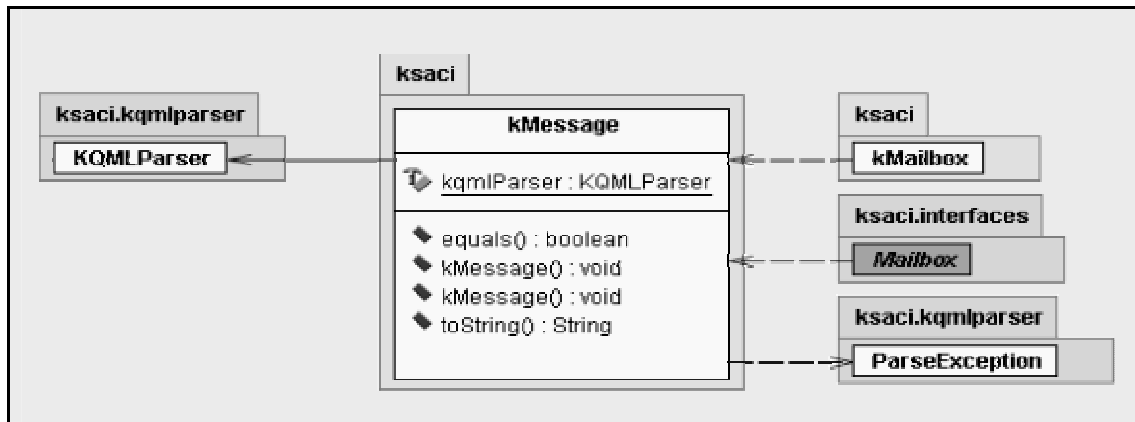 ksaci.kqmlparser
KQMLParser
ksaci
kMessage
kqmlParser : KQMLParser
equals() : boolean
kMessage() : void
kMessage() : void
toString() : String
ksaci
kMailbox
ksaci.interfaces
Mailbox
ksaci.kqmlparser
ParseException